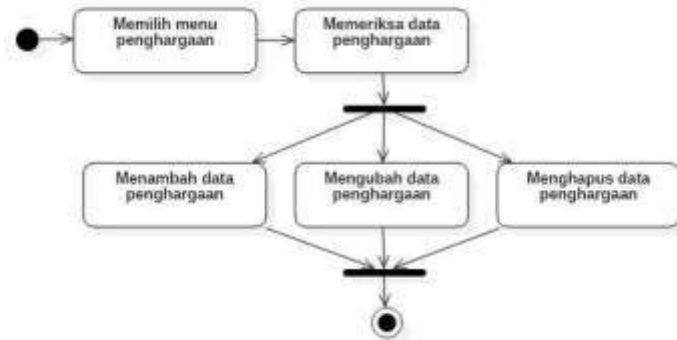 Memilih menu
penghargaan
Memeriksa data
penghargaan
Menambah data
penghargaan
Mengubah data
penghargaan
Menghapus data
penghargaan